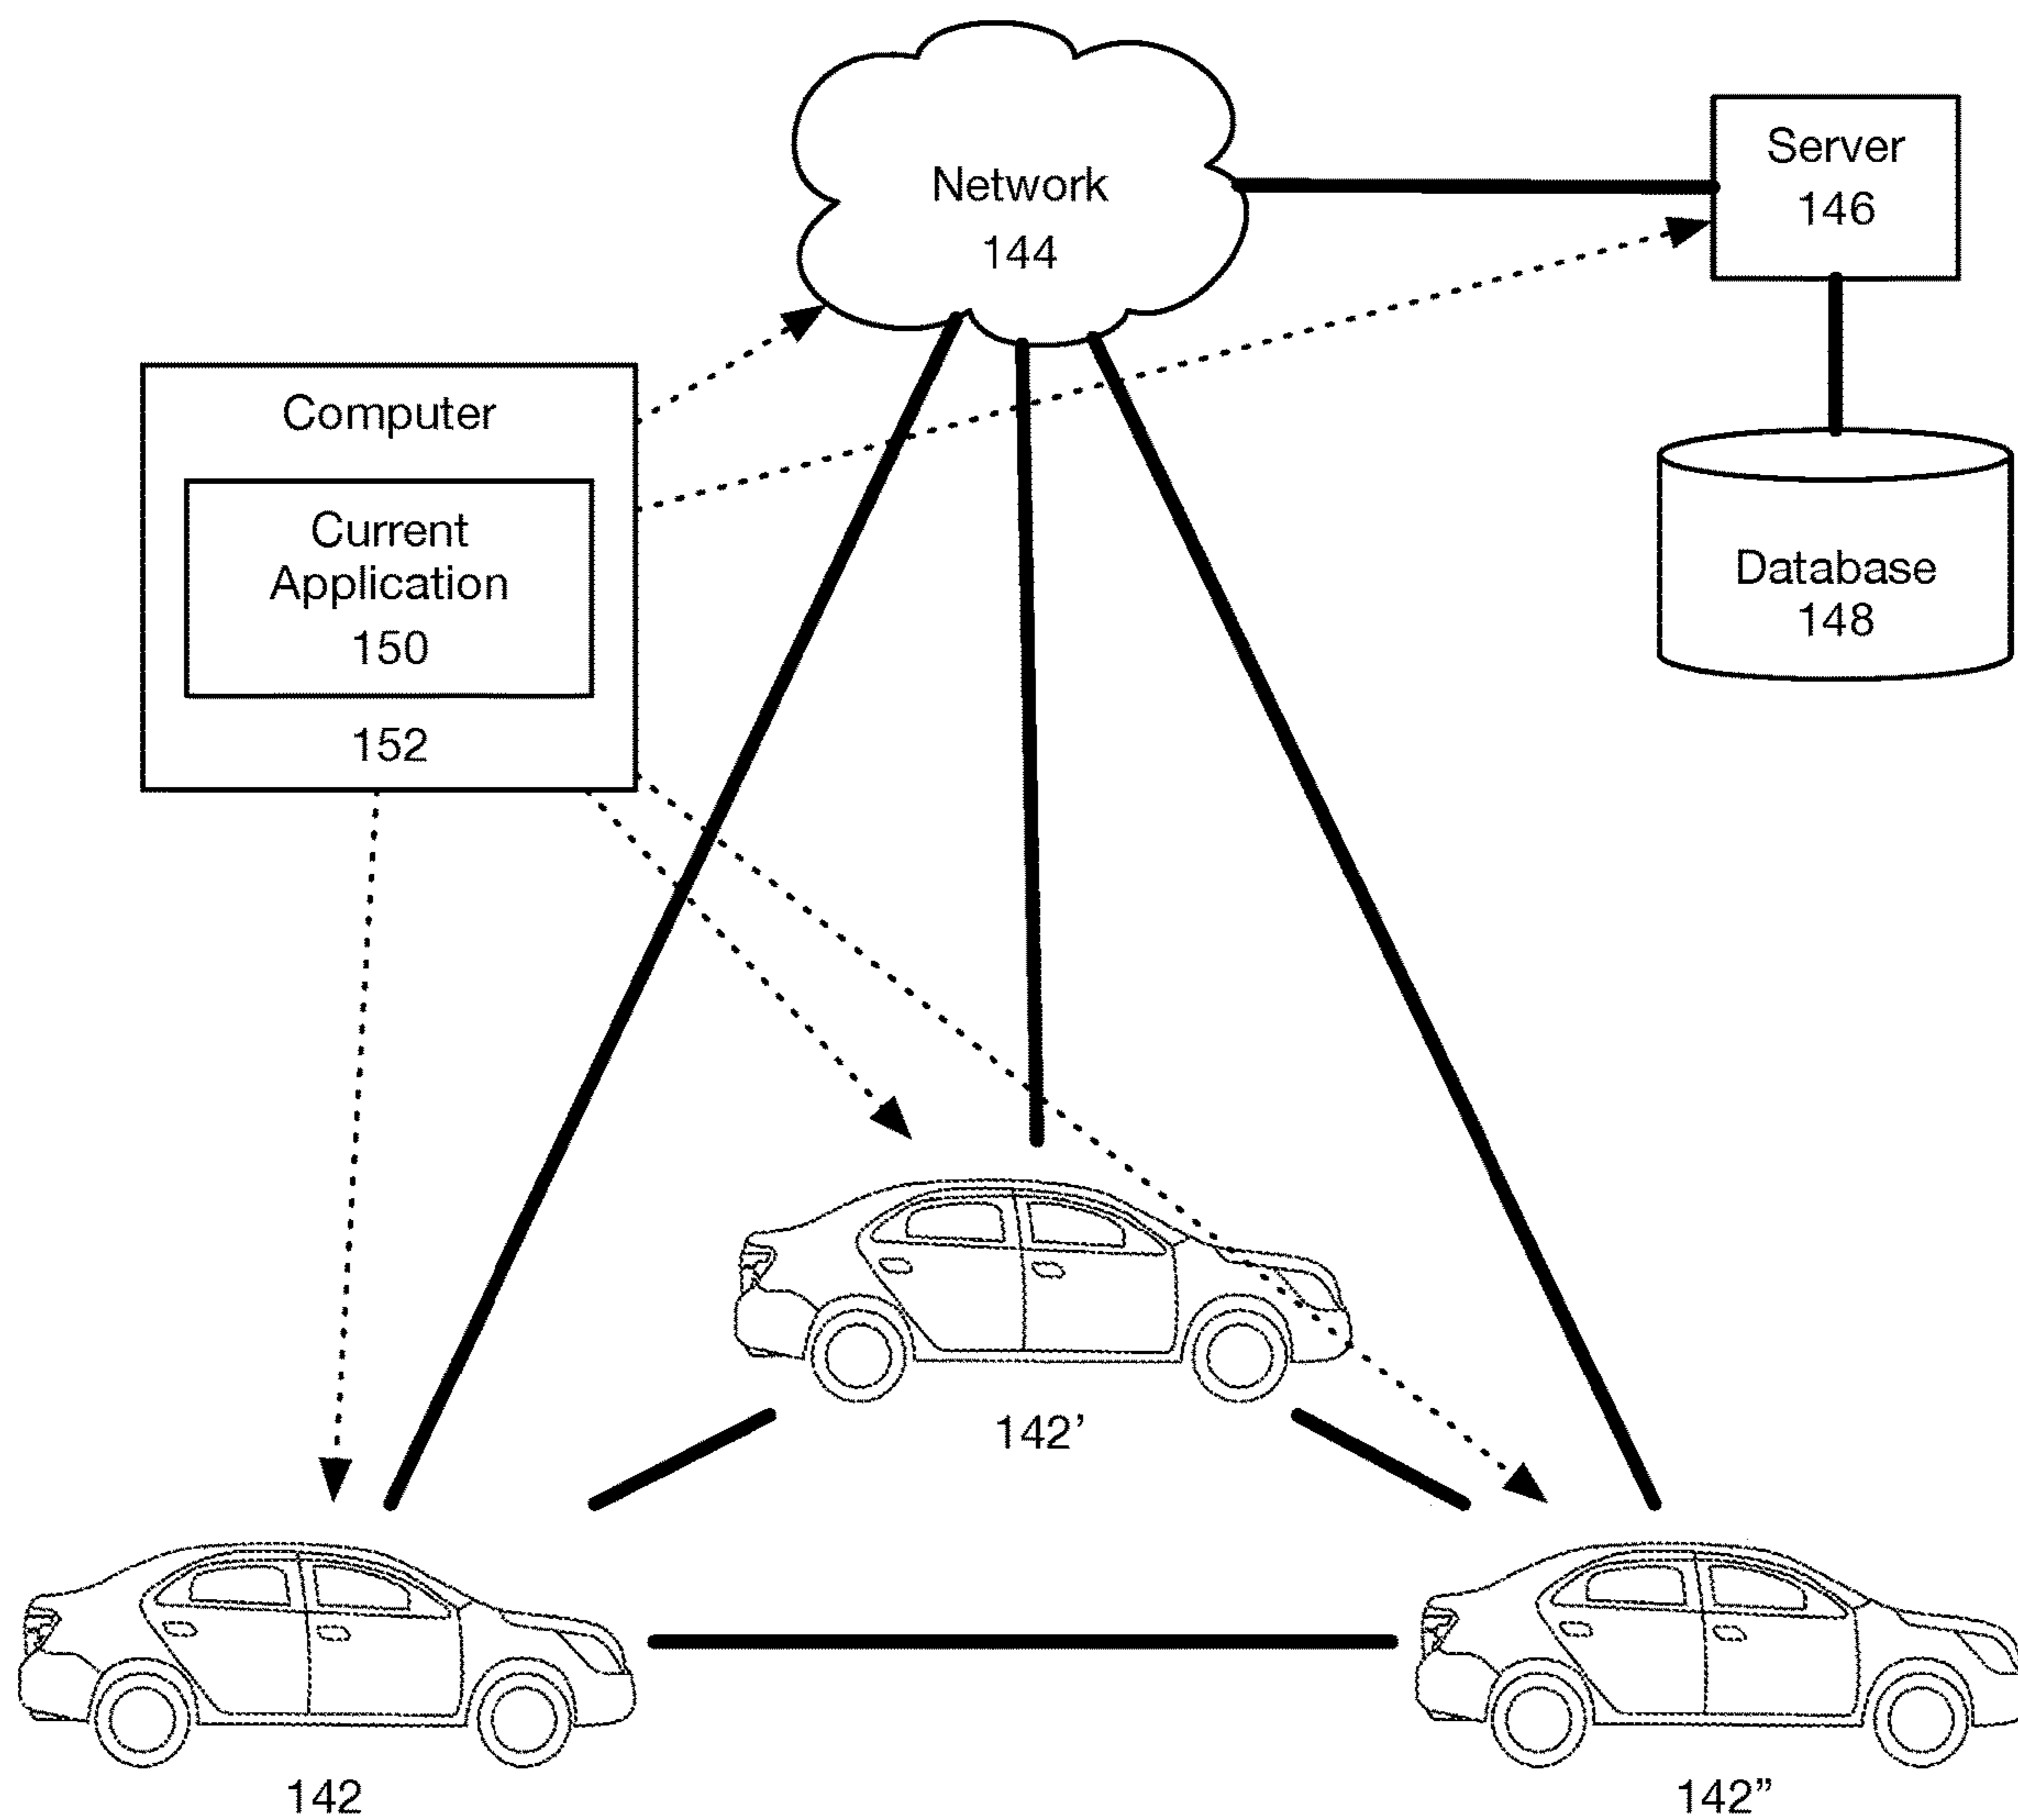 Network
144
Server
146
Computer
Current
Application
150
152
Database
148
142’
142
142”